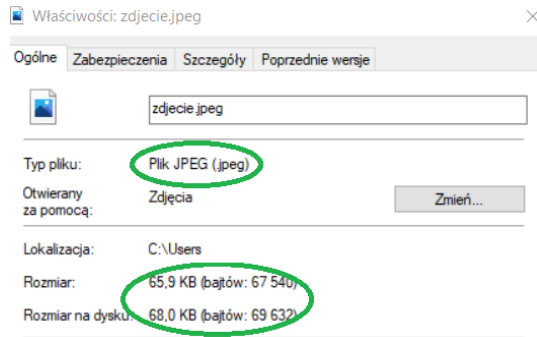 Właściwości: zdjecie.jpeg
Ogólne Zabezpieczenia Szczegóły Poprzednie wersje
zdjecie.jpeg
Typ pliku: Plik JPEG (.jpeg)
Otwierany za pomocą: Zdjęcia Zmień...
Lokalizacja: C:\Users
Rozmiar: 65,9 KB (bajtów: 67 540)
Rozmiar na dysku: 68,0 KB (bajtów: 69 632)